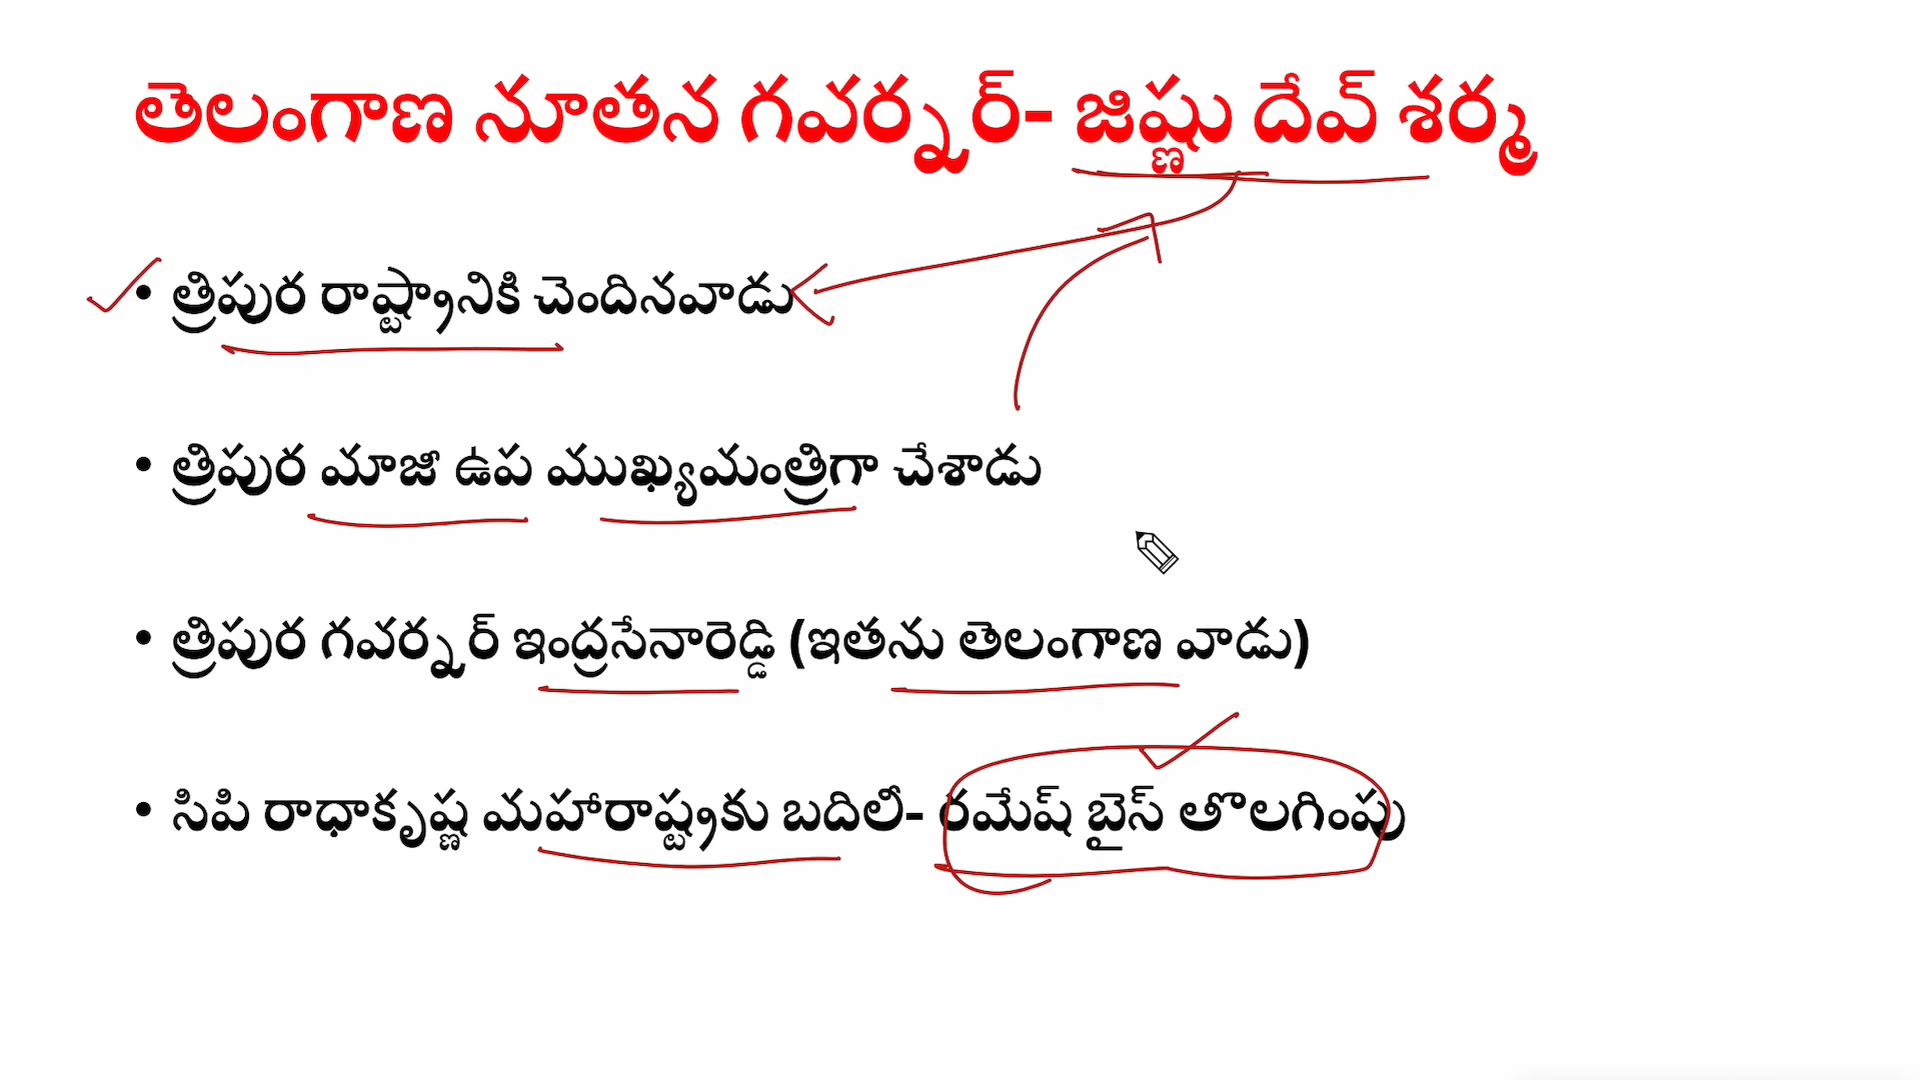 తెలంగాణ నూతన గవర్నర్- జిష్ణు దేవ్ శర్మ
• త్రిపుర రాష్ట్రానికి చెందినవాడు
• త్రిపుర మాజీ ఉప ముఖ్యమంత్రిగా చేశాడు
• త్రిపుర గవర్నర్ ఇంద్రసేనారెడ్డి (ఇతను తెలంగాణ వాడు)
• సిపి రాధాకృష్ణ మహారాష్ట్రకు బదిలీ- రమేష్ బైస్ తొలగింపు